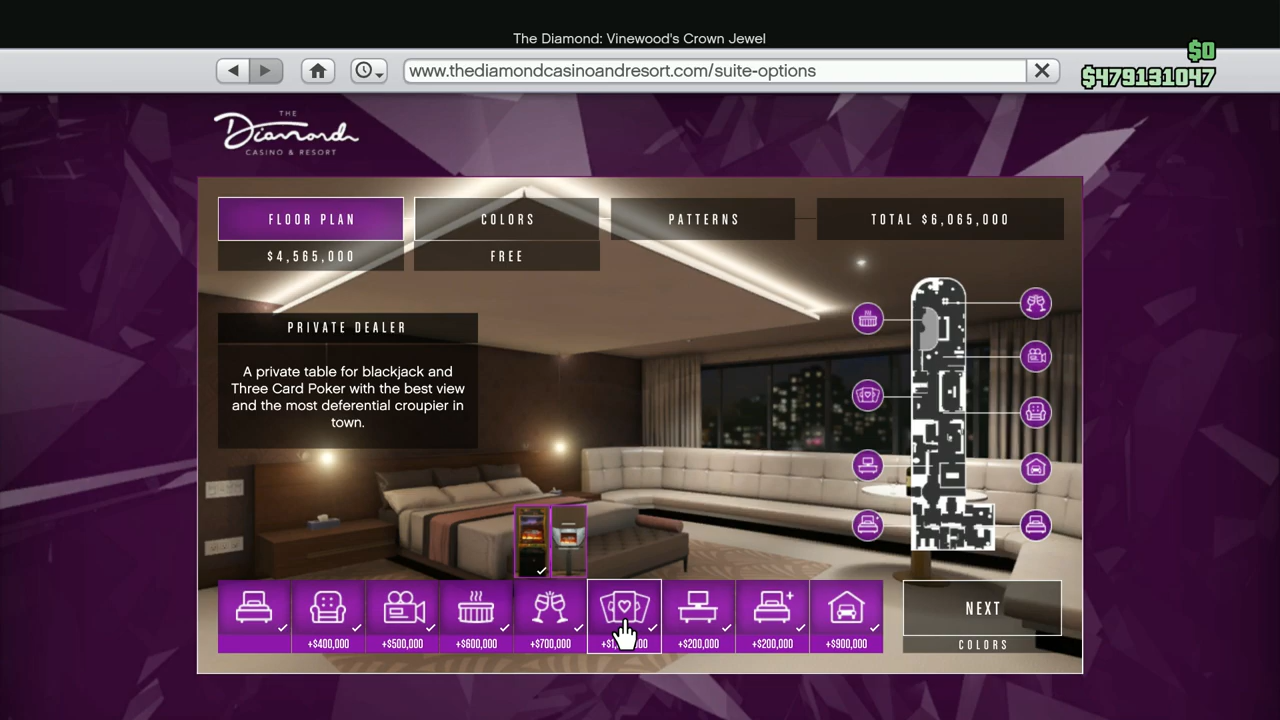 The Diamond: Vinewood's Crown Jewel
$0
www.thediamondcasinoandresort.com/suite-options
$479131047
THE
Diamond
CASINO & RESORT
FLOOR PLAN
COLORS
PATTERNS
TOTAL $6,065,000
$4,565,000
FREE
PRIVATE DEALER
A private table for blackjack and
Three Card Poker with the best view
and the most deferential croupier in
town.
NEXT
+$400,000
+$500,000
+$600,000
+$700,000
+$200,000
+$200,000
+$900,000
COLORS